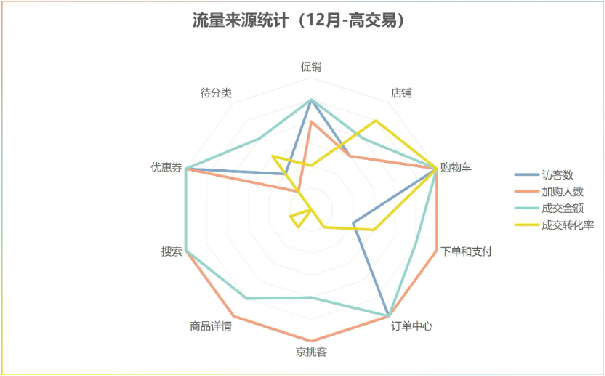 流量来源统计（12月-高交易）
促销
待分类
店铺
优惠券
购物车
访客数
加购人数
成交金额
成交转化率
搜索
下单和支付
商品详情
订单中心
京挑客